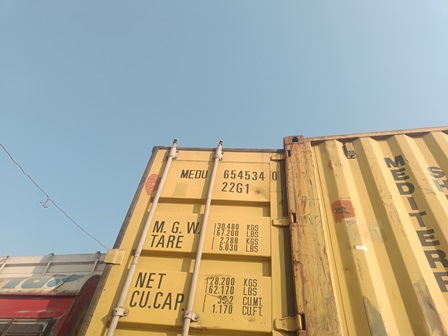 MEDU 654534 0
22G1
M. G. W. 30.480 KGS
67.200 LBS
TARE 2.280 KGS
5.030 LBS
NET 28.200 KGS
62.170 LBS
CU.CAP. 33.2 CU.MT.
1.170 CU.FT.
MEDITERR